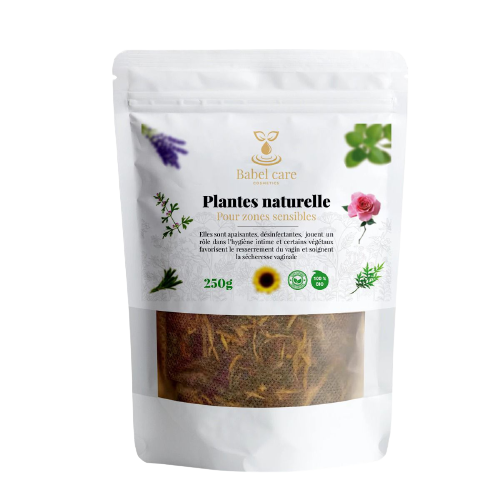 Babel care
Plantes naturelle
Pour zones sensibles
Elles sont apaisantes, désinfectantes, jouent un
rôle dans l'hygiène intime et certains végétaux
favorisent le resserrement du vagin et soignent
la sécheresse vaginale
250g
100 %
BIO